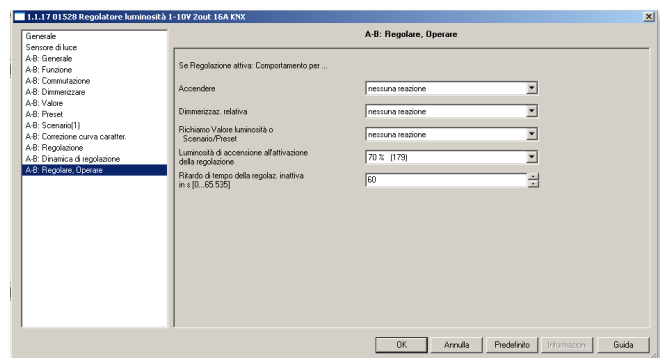 1.1.17 01528 Regolatore luminosità 1-10V 2out 16A KNX
Generale
Sensore di luce
A-B: Generale
A-B: Funzione
A-B: Commutazione
A-B: Dimmerizzare
A-B: Valore
A-B: Preset
A-B: Scenario(1)
A-B: Correzione curva caratter.
A-B: Regolazione
A-B: Dinamica di regolazione
A-B: Regolare, Operare
A-B: Regolare, Operare
Se Regolazione attiva: Comportamento per ...
Accendere
nessuna reazione
Dimmerizzaz. relativa
nessuna reazione
Richiamo Valore luminosità o
Scenario/Preset
nessuna reazione
Luminosità di accensione all'attivazione
della regolazione
70 % (179)
Ritardo di tempo della regolaz. inattiva
in s [0...65.535]
60
OK
Annulla
Predefinito
Informazioni
Guida